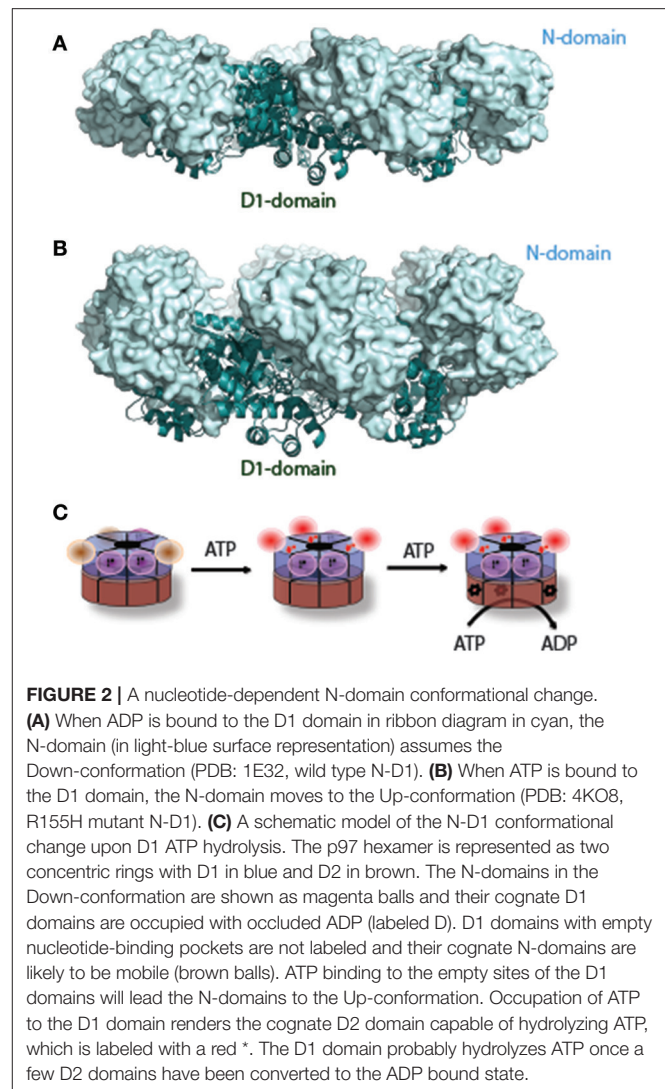 A
N-domain
D1-domain
B
N-domain
D1-domain
C
ATP
ATP
ATP
ADP
FIGURE 2 | A nucleotide-dependent N-domain conformational change.
(A) When ADP is bound to the D1 domain in ribbon diagram in cyan, the
N-domain (in light-blue surface representation) assumes the
Down-conformation (PDB: 1E32, wild type N-D1). (B) When ATP is bound to
the D1 domain, the N-domain moves to the Up-conformation (PDB: 4KO8,
R155H mutant N-D1). (C) A schematic model of the N-D1 conformational
change upon D1 ATP hydrolysis. The p97 hexamer is represented as two
concentric rings with D1 in blue and D2 in brown. The N-domains in the
Down-conformation are shown as magenta balls and their cognate D1
domains are occupied with occluded ADP (labeled D). D1 domains with empty
nucleotide-binding pockets are not labeled and their cognate N-domains are
likely to be mobile (brown balls). ATP binding to the empty sites of the D1
domains will lead the N-domains to the Up-conformation. Occupation of ATP
to the D1 domain renders the cognate D2 domain capable of hydrolyzing ATP,
which is labeled with a red *. The D1 domain probably hydrolyzes ATP once a
few D2 domains have been converted to the ADP bound state.